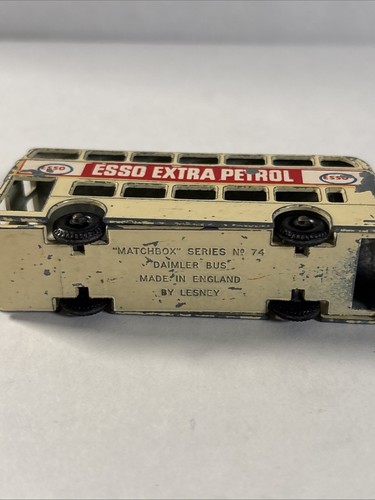 ESSO ESSO EXTRA PETROL ESSO
"MATCHBOX" SERIES Nº 74
DAIMLER BUS
MADE IN ENGLAND
BY LESNEY